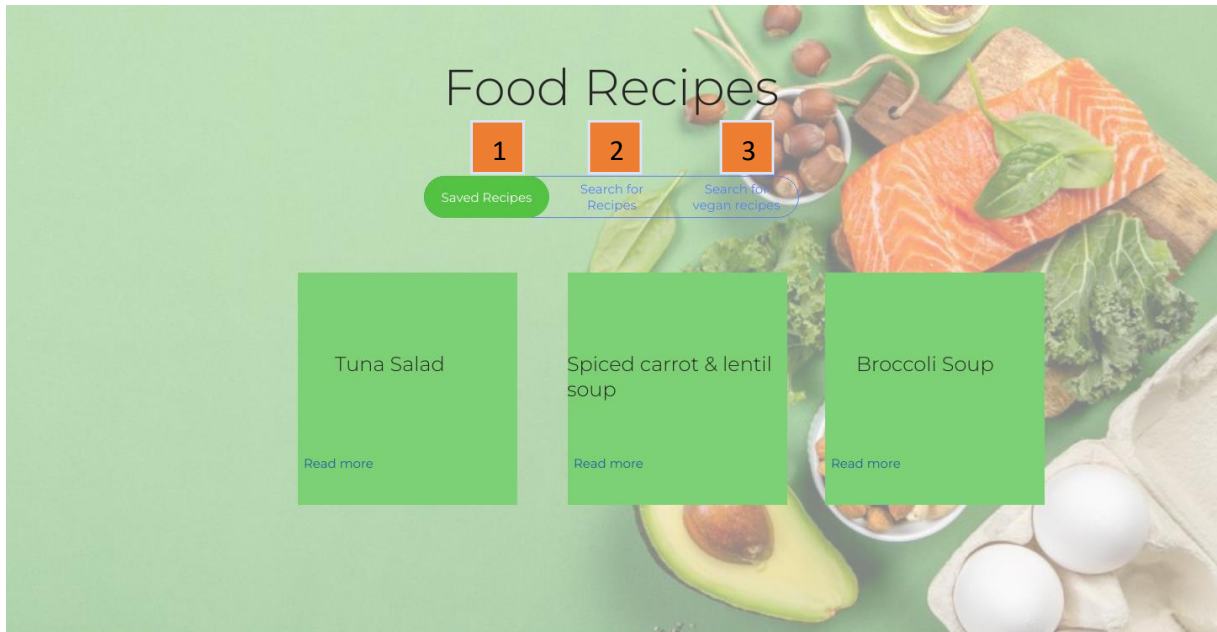 Food Recipes
1 2 3
Saved Recipes
Search for
Recipes
Search for
vegan recipes
Tuna Salad
Spiced carrot & lentil
soup
Broccoli Soup
Read more
Read more
Read more